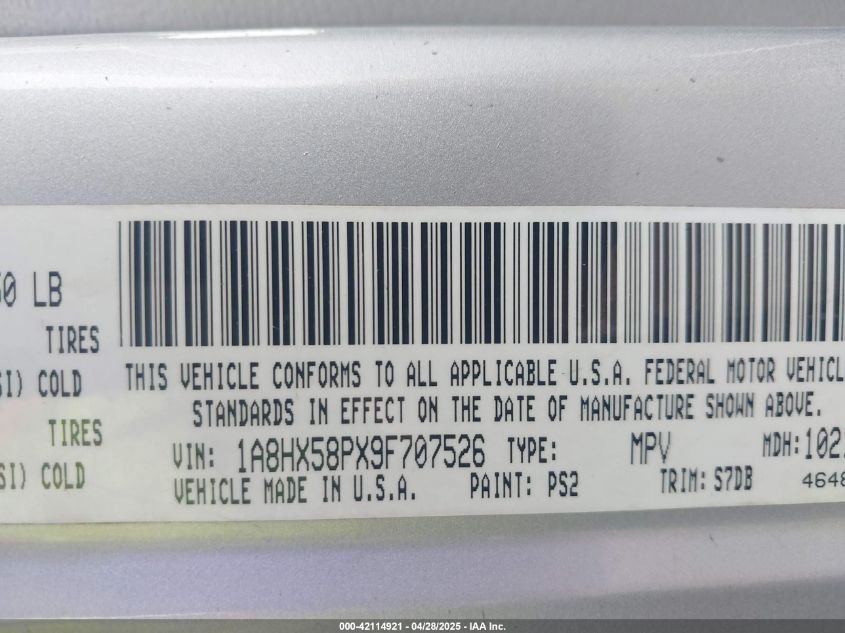 50 LB
TIRES
SI) COLD
TIRES
SI) COLD
THIS VEHICLE CONFORMS TO ALL APPLICABLE U.S.A. FEDERAL MOTOR VEHICL
STANDARDS IN EFFECT ON THE DATE OF MANUFACTURE SHOWN ABOVE.
VIN: 1A8HX58PX9F707526 TYPE: MPV MDH: 102
VEHICLE MADE IN U.S.A. PAINT: PS2 TRIM: S7DB 4648
000-42114921 | 04/28/2025 - IAA Inc.